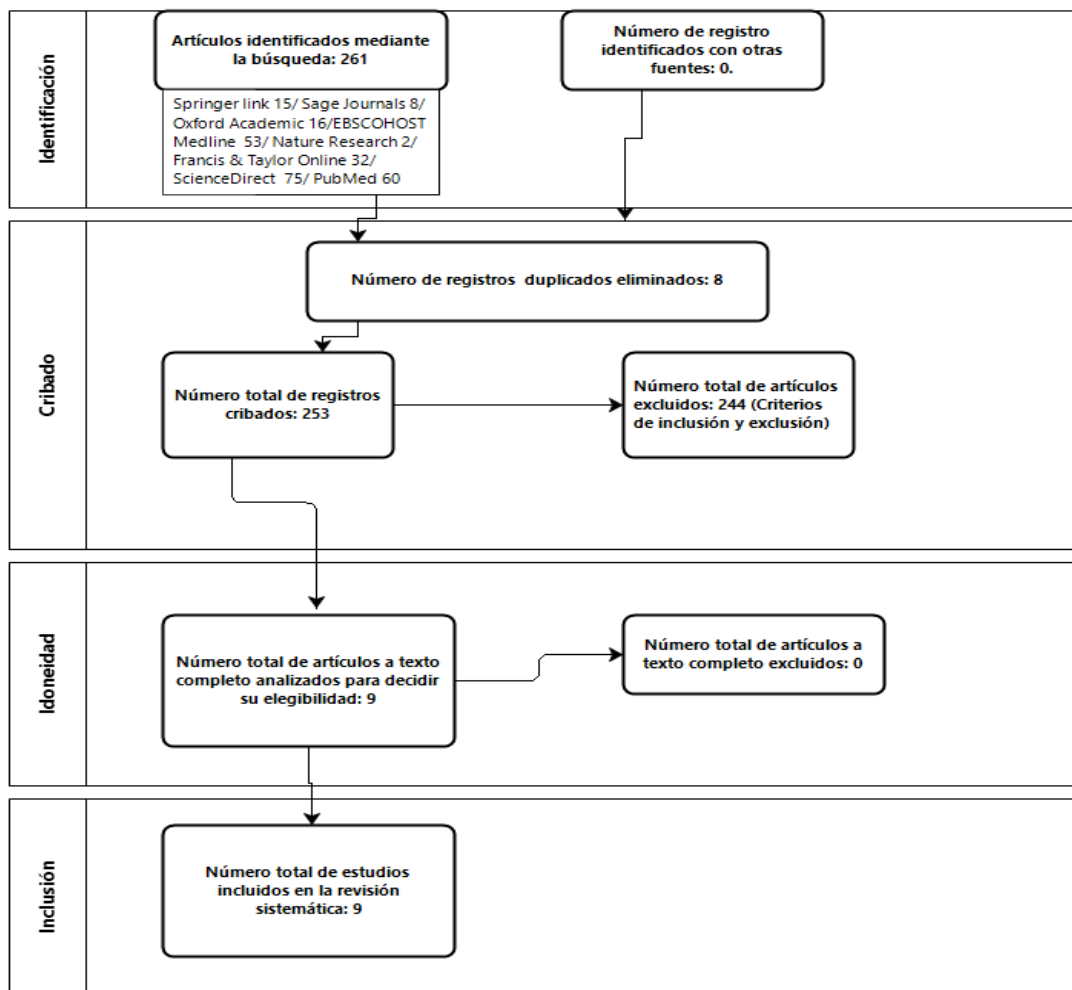 Identificación
Artículos identificados mediante
la búsqueda: 261
Número de registro
identificados con otras
fuentes: 0.
Springer link 15/ Sage Journals 8/
Oxford Academic 16/EBSCOHOST
Medline 53/ Nature Research 2/
Francis & Taylor Online 32/
ScienceDirect 75/ PubMed 60
Cribado
Número de registros duplicados eliminados: 8
Número total de registros
cribados: 253
Número total de artículos
excluidos: 244 (Criterios
de inclusión y exclusión)
Idoneidad
Número total de artículos a texto
completo analizados para decidir
su elegibilidad: 9
Número total de artículos a
texto completo excluidos: 0
Inclusión
Número total de estudios
incluidos en la revisión
sistemática: 9